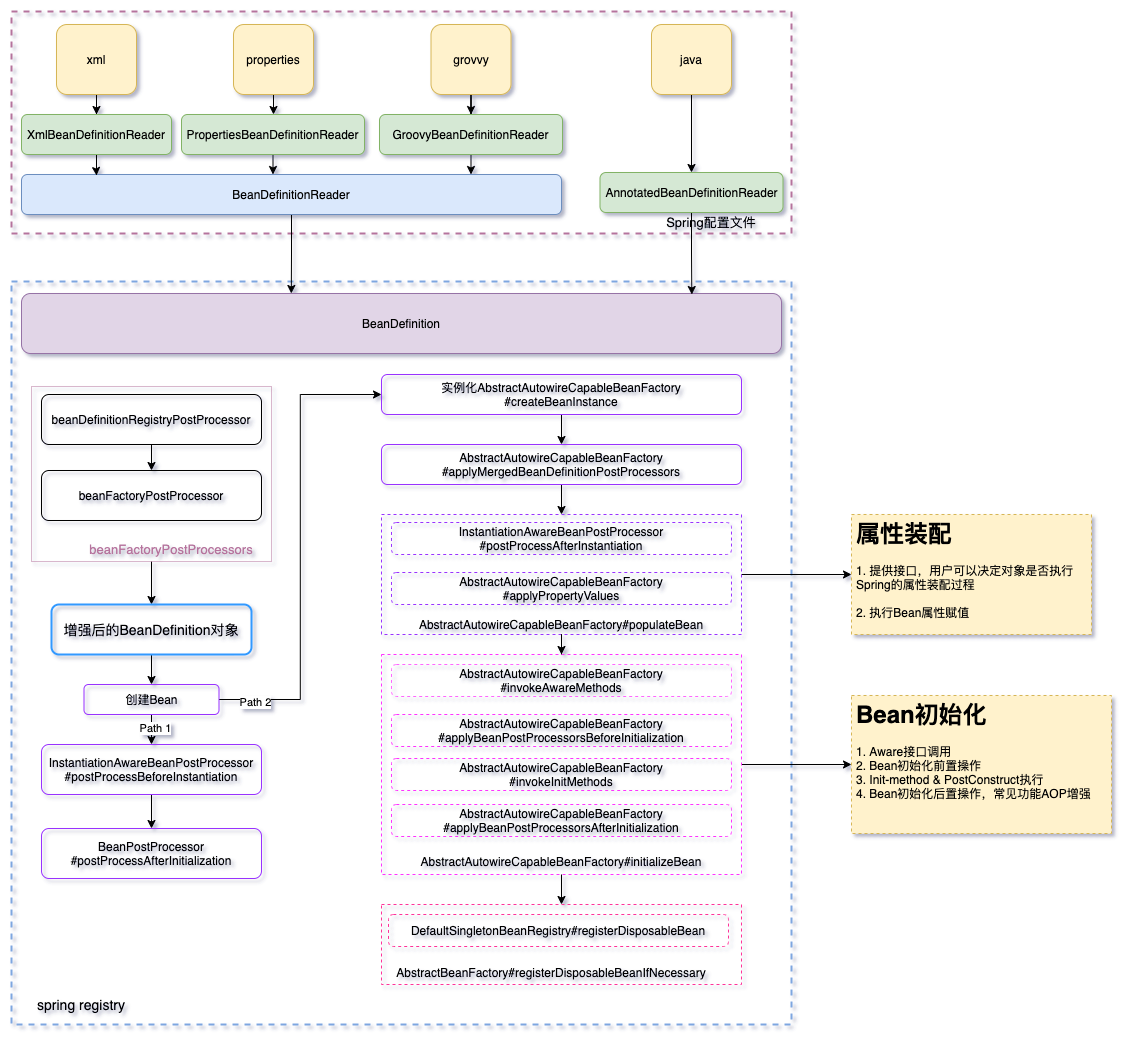 xml
properties
grovvy
java
XmlBeanDefinitionReader
PropertiesBeanDefinitionReader
GroovyBeanDefinitionReader
BeanDefinitionReader
AnnotatedBeanDefinitionReader
Spring配置文件
BeanDefinition
beanDefinitionRegistryPostProcessor
beanFactoryPostProcessor
beanFactoryPostProcessors
增强后的BeanDefinition对象
创建Bean
Path 2
Path 1
InstantiationAwareBeanPostProcessor
#postProcessBeforeInstantiation
BeanPostProcessor
#postProcessAfterInitialization
实例化AbstractAutowireCapableBeanFactory
#createBeanInstance
AbstractAutowireCapableBeanFactory
#applyMergedBeanDefinitionPostProcessors
InstantiationAwareBeanPostProcessor
#postProcessAfterInstantiation
AbstractAutowireCapableBeanFactory
#applyPropertyValues
AbstractAutowireCapableBeanFactory#populateBean
AbstractAutowireCapableBeanFactory
#invokeAwareMethods
AbstractAutowireCapableBeanFactory
#applyBeanPostProcessorsBeforeInitialization
AbstractAutowireCapableBeanFactory
#invokeInitMethods
AbstractAutowireCapableBeanFactory
#applyBeanPostProcessorsAfterInitialization
AbstractAutowireCapableBeanFactory#initializeBean
DefaultSingletonBeanRegistry#registerDisposableBean
AbstractBeanFactory#registerDisposableBeanIfNecessary
属性装配
1. 提供接口，用户可以决定对象是否执行
Spring的属性装配过程
2. 执行Bean属性赋值
Bean初始化
1. Aware接口调用
2. Bean初始化前置操作
3. Init-method & PostConstruct执行
4. Bean初始化后置操作，常见功能AOP增强
spring registry